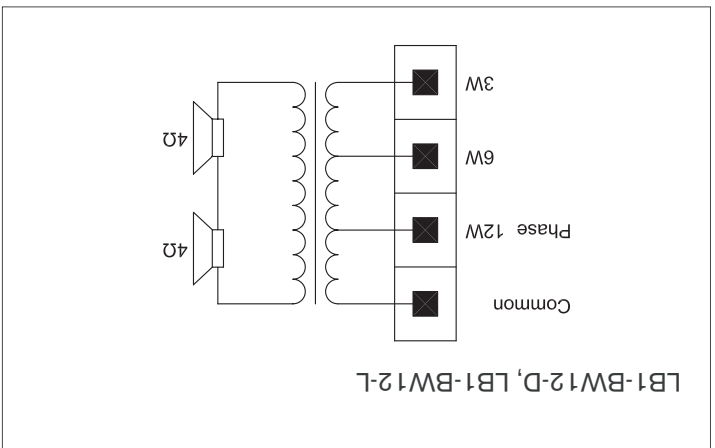 LB1-BW12-D, LB1-BW12-L
Common
Phase 12W
6W
3W
4Ω
4Ω